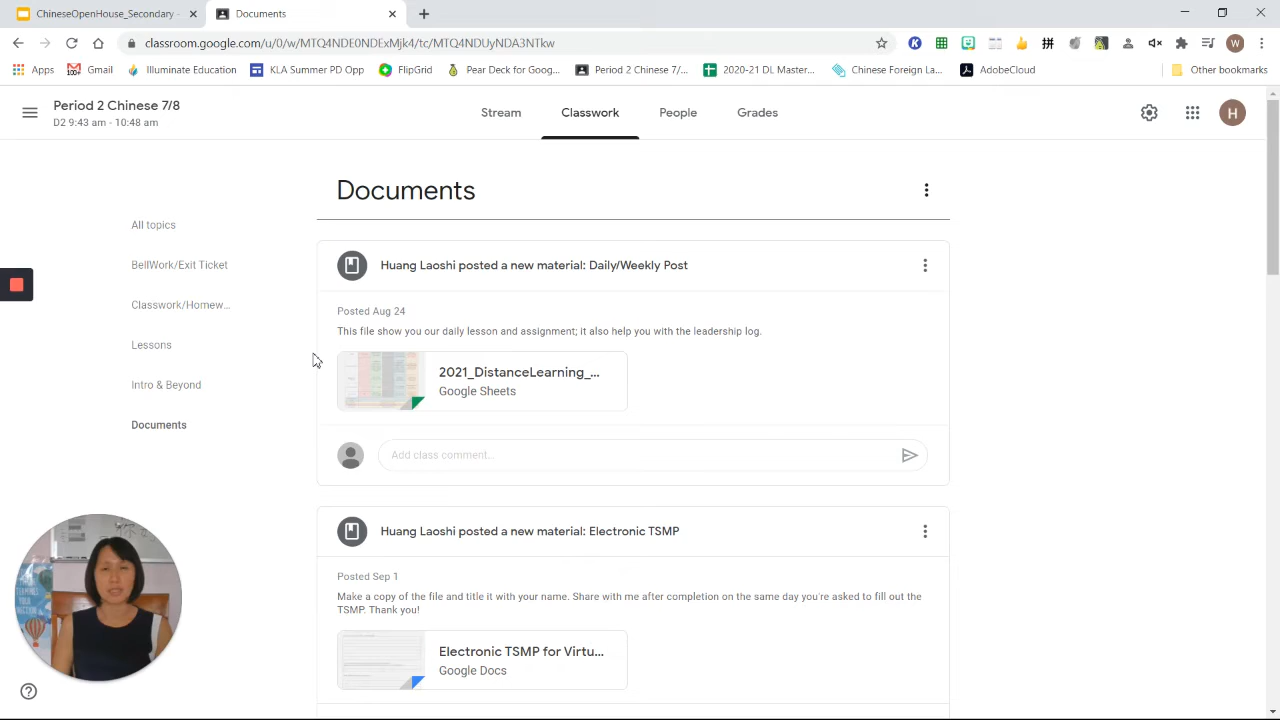 ChineseOpenHouse_Secondary -
Documents
classroom.google.com/u/0/w/MTQ4NDE0NDExMjk4/tc/MTQ4NDUyNDA3NTkw
W
Apps
Gmail
Illuminate Education
LA Summer PD Opp
FlipGrid
Pear Deck for Goog...
Period 2 Chinese 7/...
2020-21 DL Master...
Chinese Foreign La...
AdobeCloud
Other bookmarks
Period 2 Chinese 7/8
D2 9:43 am - 10:48 am
Stream
Classwork
People
Grades
H
All topics
BellWork/Exit Ticket
Classwork/Homew...
Lessons
Intro & Beyond
Documents
Documents
Huang Laoshi posted a new material: Daily/Weekly Post
Posted Aug 24
This file show you our daily lesson and assignment; it also help you with the leadership log.
2021_DistanceLearning_...
Google Sheets
Add class comment...
Huang Laoshi posted a new material: Electronic TSMP
Posted Sep 1
Make a copy of the file and title it with your name. Share with me after completion on the same day you're asked to fill out the
TSMP. Thank you!
Electronic TSMP for Virtu...
Google Docs